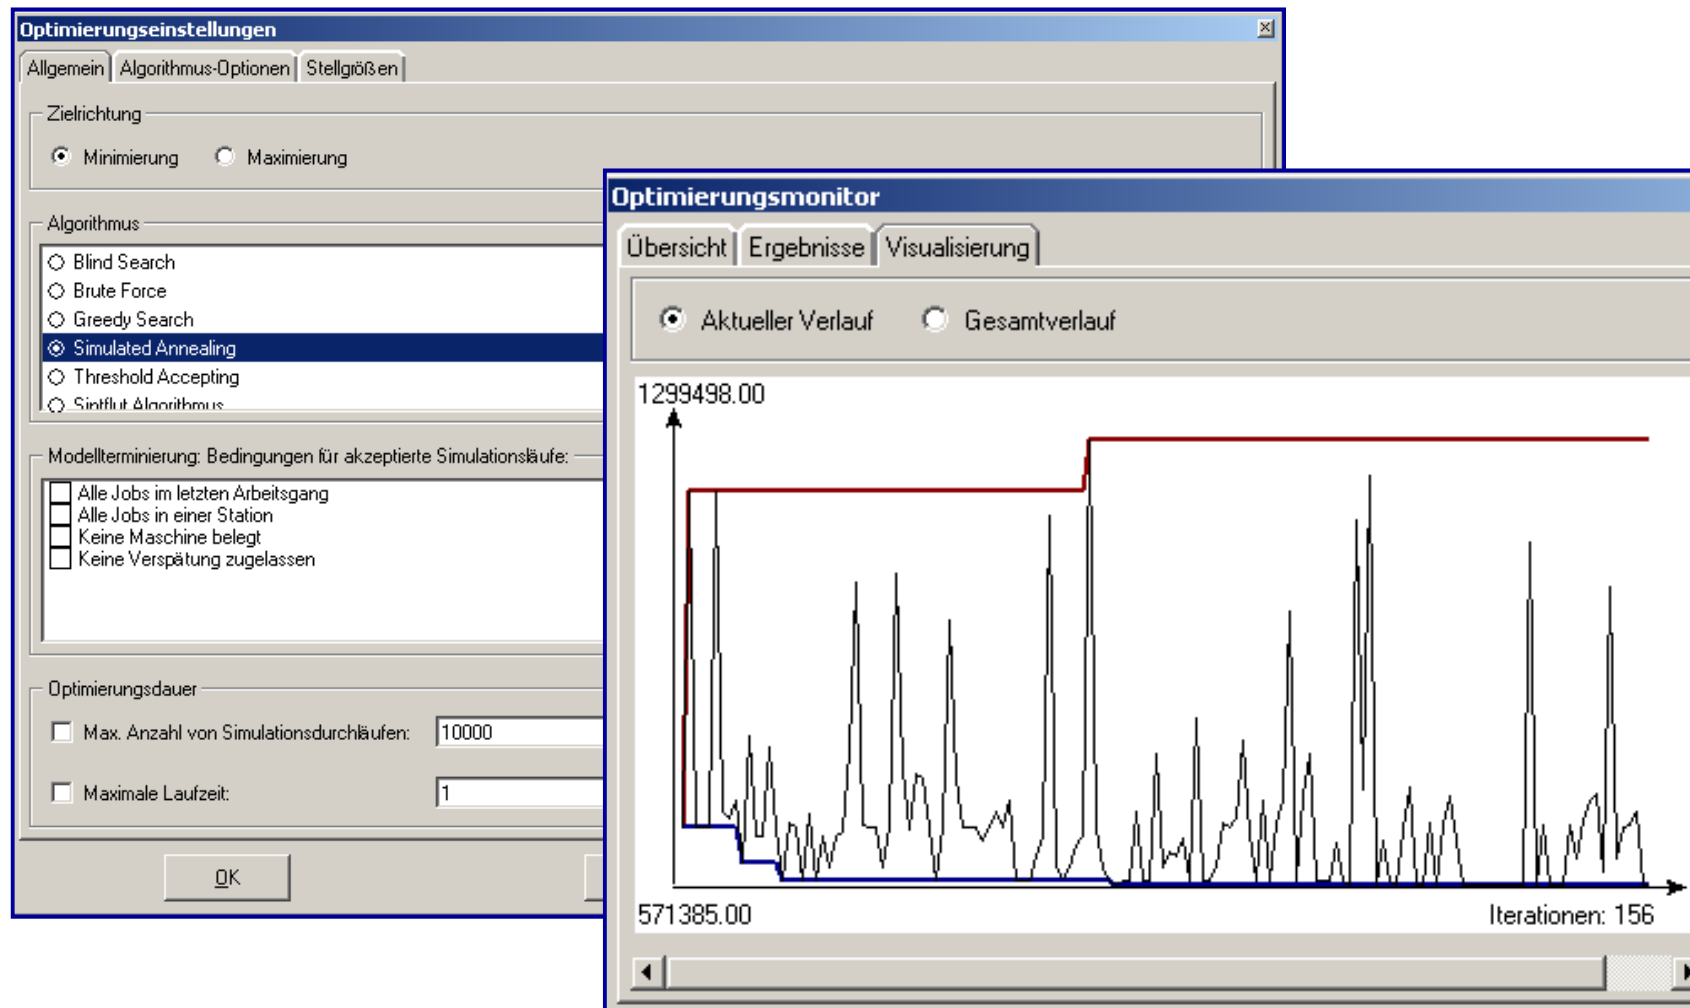 Optimierungseinstellungen
Allgemein Algorithmus-Optionen Stellgrößen
Zielrichtung
Minimierung Maximierung
Algorithmus
Blind Search
Brute Force
Greedy Search
Simulated Annealing
Threshold Accepting
Sintflut Algorithmus
Modellterminierung: Bedingungen für akzeptierte Simulationsläufe:
Alle Jobs im letzten Arbeitsgang
Alle Jobs in einer Station
Keine Maschine belegt
Keine Verspätung zugelassen
Optimierungsdauer
Max. Anzahl von Simulationsdurchläufen: 10000
Maximale Laufzeit: 1
OK
Optimierungsmonitor
Übersicht Ergebnisse Visualisierung
Aktueller Verlauf Gesamtverlauf
1299498.00
571385.00 Iterationen: 156